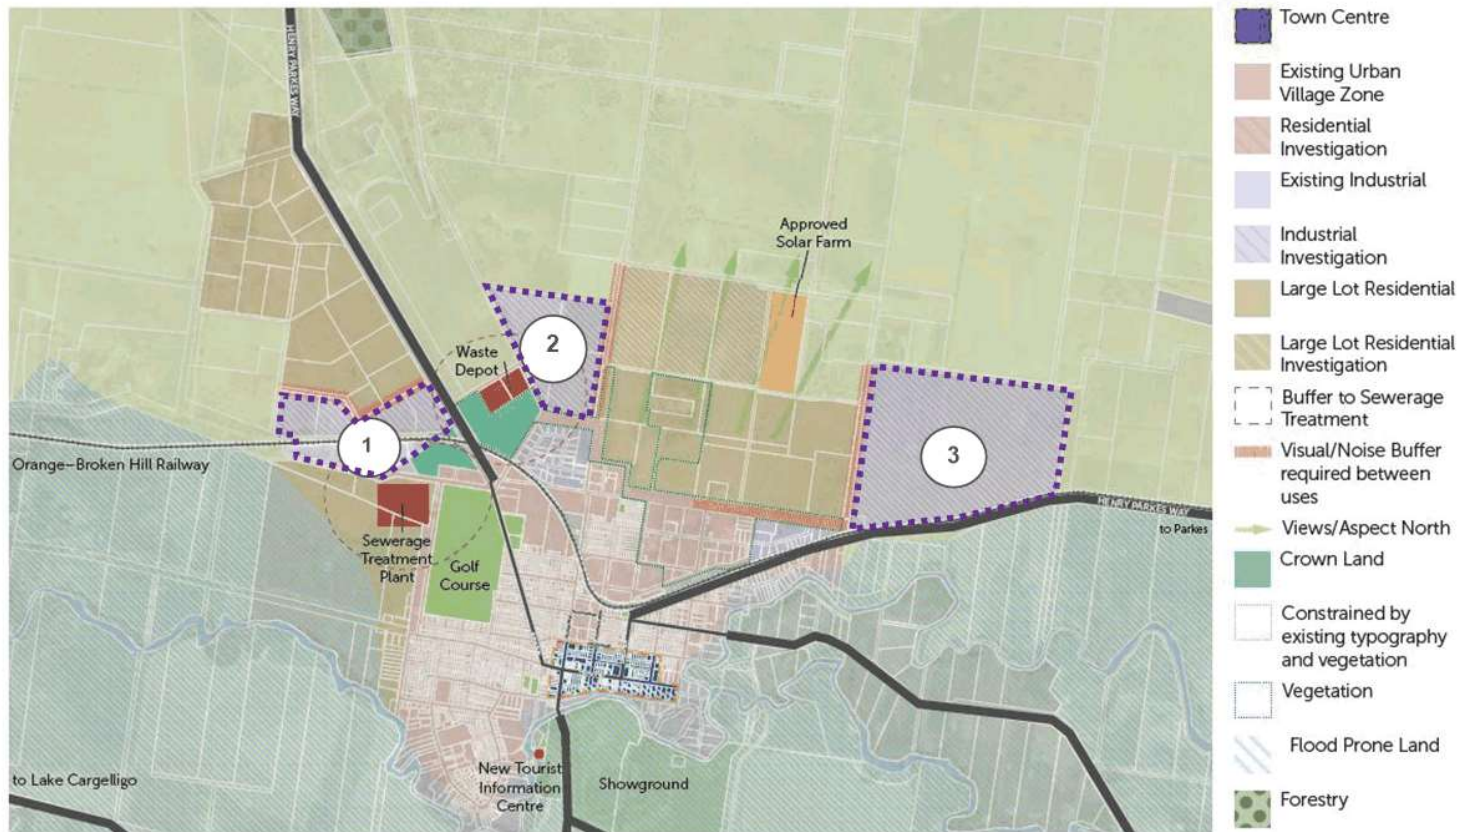 HENRY PARKES WAY
Approved
Solar Farm
2
Waste
Depot
1
3
Orange–Broken Hill Railway
HENRY PARKES WAY
to Parkes
Sewerage
Treatment
Plant
Golf
Course
New Tourist
Information
Centre
Showground
to Lake Cargelligo
Town Centre
Existing Urban
Village Zone
Residential
Investigation
Existing Industrial
Industrial
Investigation
Large Lot Residential
Large Lot Residential
Investigation
Buffer to Sewerage
Treatment
Visual/Noise Buffer
required between
uses
Views/Aspect North
Crown Land
Constrained by
existing typography
and vegetation
Vegetation
Flood Prone Land
Forestry